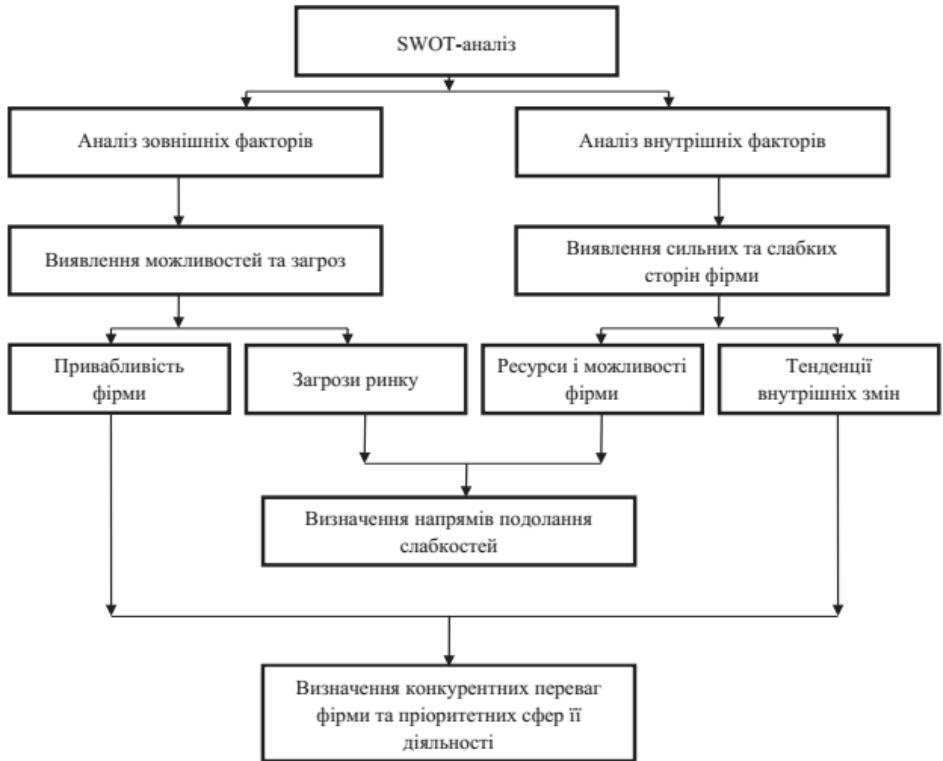 SWOT-аналіз
Аналіз зовнішніх факторів
Аналіз внутрішніх факторів
Виявлення можливостей та загроз
Виявлення сильних та слабких
сторін фірми
Привабливість
фірми
Загрози ринку
Ресурси і можливості
фірми
Тенденції
внутрішніх змін
Визначення напрямів подолання
слабкостей
Визначення конкурентних переваг
фірми та пріоритетних сфер її
діяльності